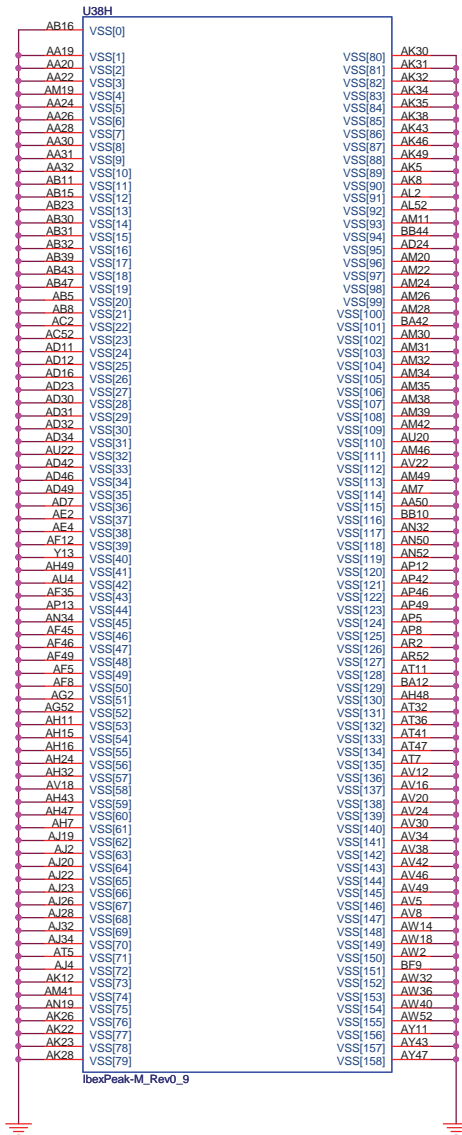 U38H
AB16 VSS[0]
AA19 VSS[1] VSS[80] AK30
AA20 VSS[2] VSS[81] AK31
AA22 VSS[3] VSS[82] AK32
AM19 VSS[4] VSS[83] AK34
AA24 VSS[5] VSS[84] AK35
AA26 VSS[6] VSS[85] AK38
AA28 VSS[7] VSS[86] AK43
AA30 VSS[8] VSS[87] AK46
AA31 VSS[9] VSS[88] AK49
AA32 VSS[10] VSS[89] AK5
AB11 VSS[11] VSS[90] AK8
AB15 VSS[12] VSS[91] AL2
AB23 VSS[13] VSS[92] AL52
AB30 VSS[14] VSS[93] AM11
AB31 VSS[15] VSS[94] BB44
AB32 VSS[16] VSS[95] AD24
AB39 VSS[17] VSS[96] AM20
AB43 VSS[18] VSS[97] AM22
AB47 VSS[19] VSS[98] AM24
AB5 VSS[20] VSS[99] AM26
AB8 VSS[21] VSS[100] AM28
AC2 VSS[22] VSS[101] BA42
AC52 VSS[23] VSS[102] AM30
AD11 VSS[24] VSS[103] AM31
AD12 VSS[25] VSS[104] AM32
AD16 VSS[26] VSS[105] AM34
AD23 VSS[27] VSS[106] AM35
AD30 VSS[28] VSS[107] AM38
AD31 VSS[29] VSS[108] AM39
AD32 VSS[30] VSS[109] AM42
AD34 VSS[31] VSS[110] AU20
AU22 VSS[32] VSS[111] AM46
AD42 VSS[33] VSS[112] AV22
AD46 VSS[34] VSS[113] AM49
AD49 VSS[35] VSS[114] AM7
AD7 VSS[36] VSS[115] AA50
AE2 VSS[37] VSS[116] BB10
AE4 VSS[38] VSS[117] AN32
AF12 VSS[39] VSS[118] AN50
Y13 VSS[40] VSS[119] AN52
AH49 VSS[41] VSS[120] AP12
AU4 VSS[42] VSS[121] AP42
AF35 VSS[43] VSS[122] AP46
AP13 VSS[44] VSS[123] AP49
AN34 VSS[45] VSS[124] AP5
AF45 VSS[46] VSS[125] AP8
AF46 VSS[47] VSS[126] AR2
AF49 VSS[48] VSS[127] AR52
AF5 VSS[49] VSS[128] AT11
AF8 VSS[50] VSS[129] BA12
AG2 VSS[51] VSS[130] AH48
AG52 VSS[52] VSS[131] AT32
AH11 VSS[53] VSS[132] AT36
AH15 VSS[54] VSS[133] AT41
AH16 VSS[55] VSS[134] AT47
AH24 VSS[56] VSS[135] AT7
AH32 VSS[57] VSS[136] AV12
AV18 VSS[58] VSS[137] AV16
AH43 VSS[59] VSS[138] AV20
AH47 VSS[60] VSS[139] AV24
AH7 VSS[61] VSS[140] AV30
AJ19 VSS[62] VSS[141] AV34
AJ2 VSS[63] VSS[142] AV38
AJ20 VSS[64] VSS[143] AV42
AJ22 VSS[65] VSS[144] AV46
AJ23 VSS[66] VSS[145] AV49
AJ26 VSS[67] VSS[146] AV5
AJ28 VSS[68] VSS[147] AV8
AJ32 VSS[69] VSS[148] AW14
AJ34 VSS[70] VSS[149] AW18
AT5 VSS[71] VSS[150] AW2
AJ4 VSS[72] VSS[151] BF9
AK12 VSS[73] VSS[152] AW32
AM41 VSS[74] VSS[153] AW36
AN19 VSS[75] VSS[154] AW40
AK26 VSS[76] VSS[155] AW52
AK22 VSS[77] VSS[156] AY11
AK23 VSS[78] VSS[157] AY43
AK28 VSS[79] VSS[158] AY47
IbexPeak-M_Rev0_9